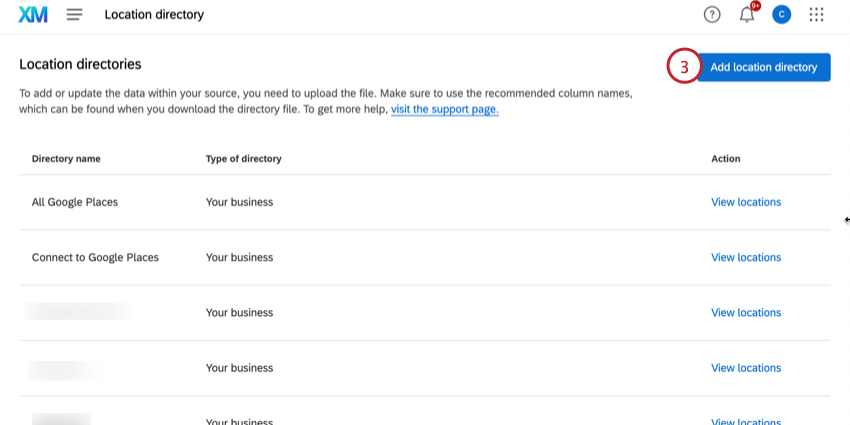 XM Location directory ? 9+ C
Location directories
3 Add location directory
To add or update the data within your source, you need to upload the file. Make sure to use the recommended column names,
which can be found when you download the directory file. To get more help, visit the support page.
Directory name Type of directory Action
All Google Places Your business View locations
Connect to Google Places Your business View locations
Your business View locations
Your business View locations
Your business View locations